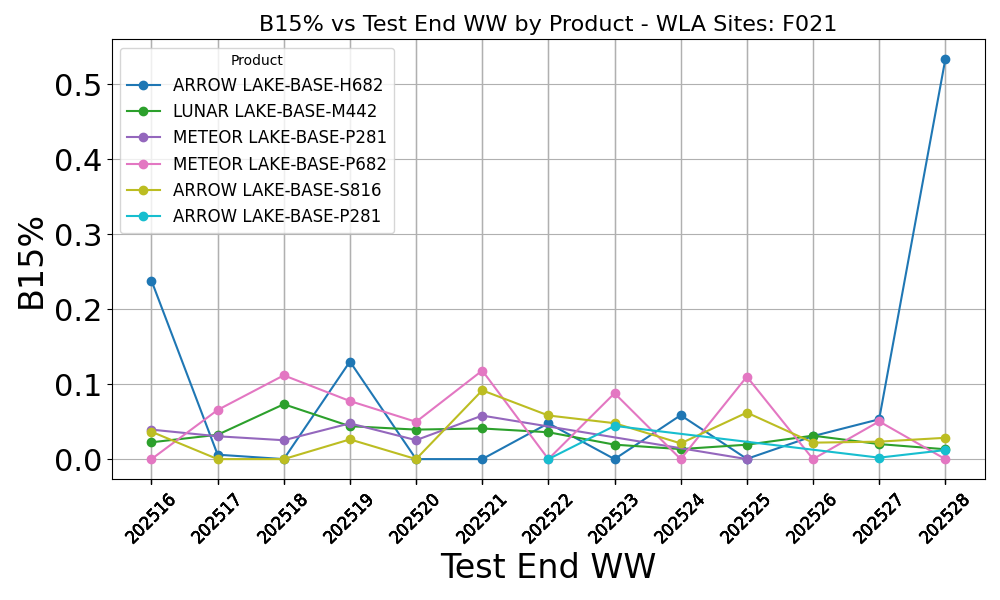 B15% vs Test End WW by Product - WLA Sites: F021
Product
ARROW LAKE-BASE-H682
LUNAR LAKE-BASE-M442
METEOR LAKE-BASE-P281
METEOR LAKE-BASE-P682
ARROW LAKE-BASE-S816
ARROW LAKE-BASE-P281
B15%
0.5
0.4
0.3
0.2
0.1
0.0
202516
202517
202518
202519
202520
202521
202522
202523
202524
202525
202526
202527
202528
Test End WW